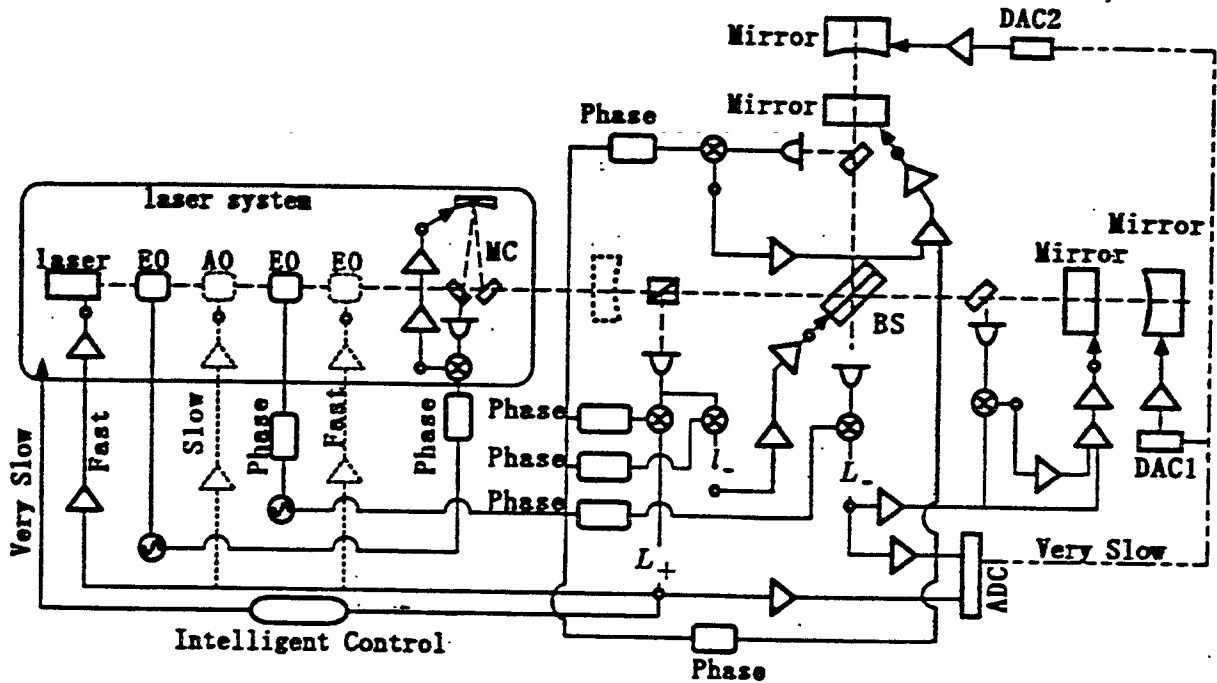 DAC2
Mirror
Mirror
Phase
laser system
Mirror
Mirror
laser
EO
AO
EO
EO
MC
BS
Very Slow
Fast
Slow
Phase
Fast
Phase
Phase
Phase
Phase
l₋
L₋
DAC1
L₊
Very Slow
ADC
Intelligent Control
Phase